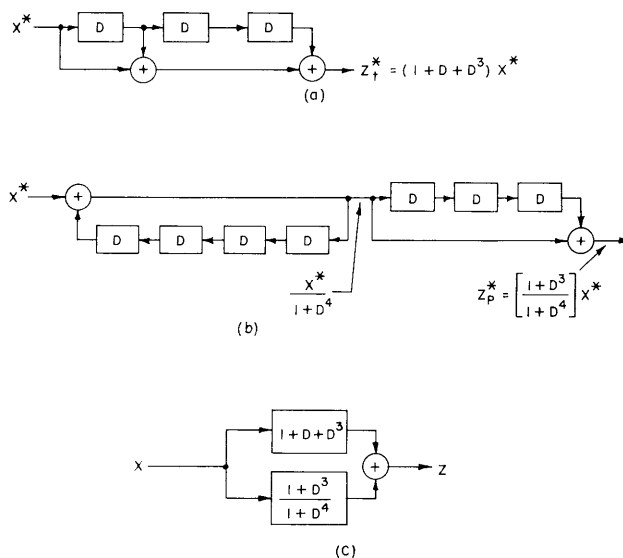 X* D D D
+ +
Z*t = (1 + D + D³) X*
(a)
X* + D D D
D D D D +
X*
1 + D⁴
Z*p = [1 + D³ / 1 + D⁴] X*
(b)
1 + D + D³
X + Z
1 + D³
1 + D⁴
(C)